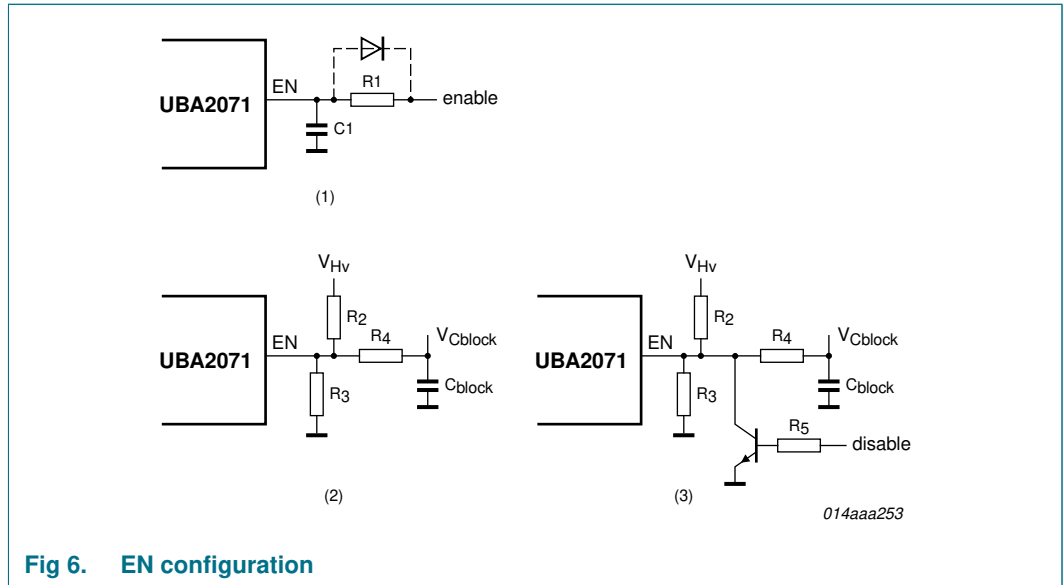 UBA2071
EN
R1
enable
C1
(1)
VHv
R2
R4
VCblock
EN
UBA2071
R3
Cblock
(2)
VHv
R2
R4
VCblock
EN
UBA2071
R3
Cblock
R5
disable
(3)
014aaa253
Fig 6. EN configuration